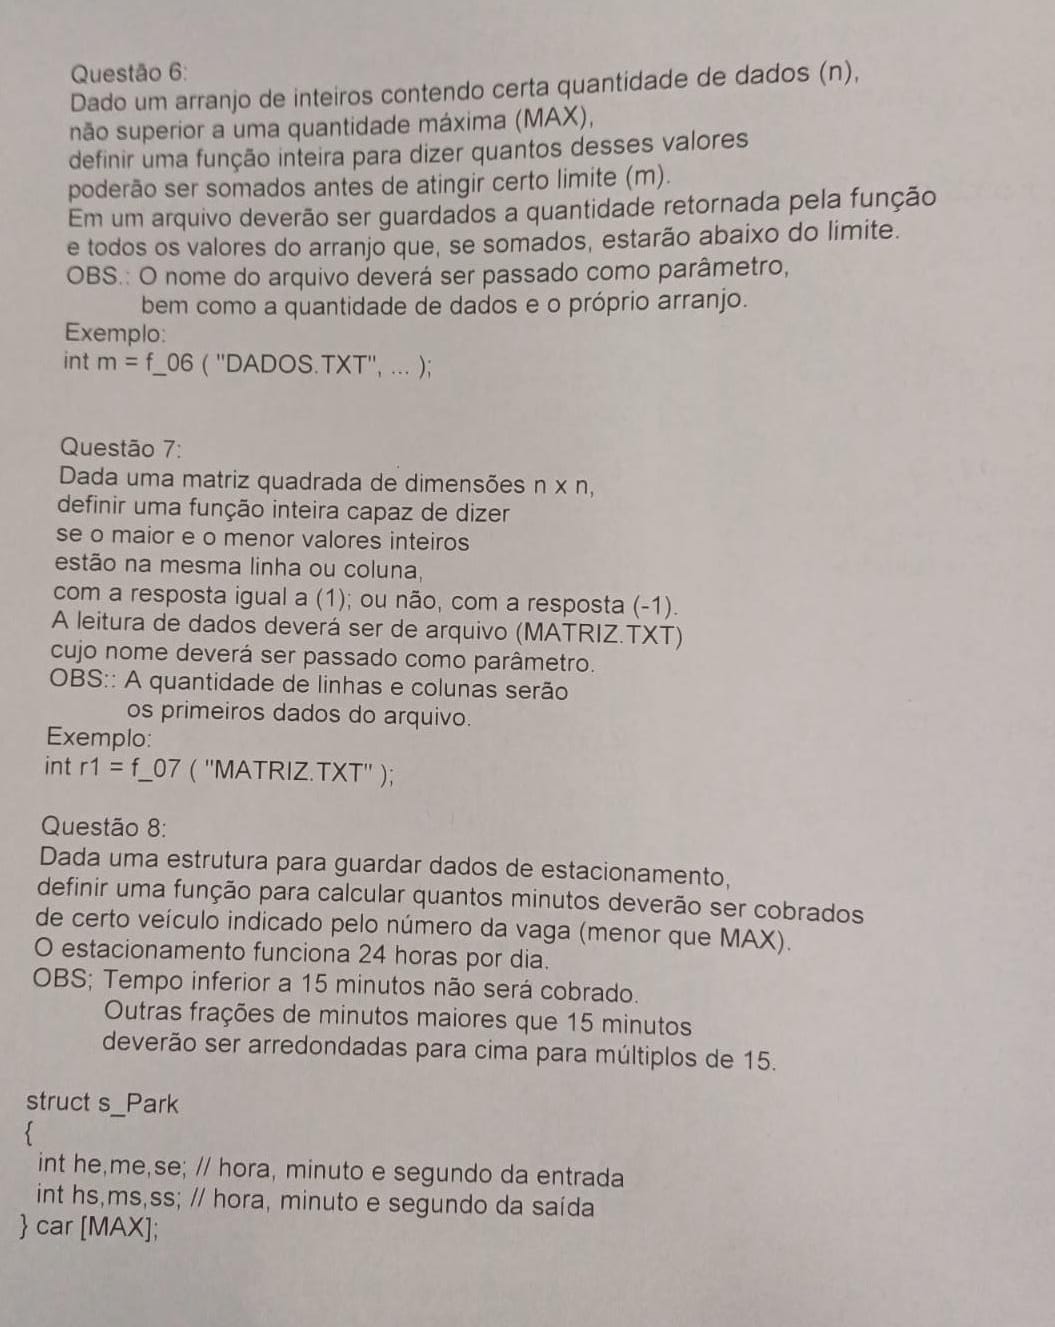 Questão 6:
Dado um arranjo de inteiros contendo certa quantidade de dados (n),
não superior a uma quantidade máxima (MAX),
definir uma função inteira para dizer quantos desses valores
poderão ser somados antes de atingir certo limite (m).
Em um arquivo deverão ser guardados a quantidade retornada pela função
e todos os valores do arranjo que, se somados, estarão abaixo do limite.
OBS.: O nome do arquivo deverá ser passado como parâmetro,
bem como a quantidade de dados e o próprio arranjo.
Exemplo:
int m = f_06 ( "DADOS.TXT", ... );
Questão 7:
Dada uma matriz quadrada de dimensões n x n,
definir uma função inteira capaz de dizer
se o maior e o menor valores inteiros
estão na mesma linha ou coluna,
com a resposta igual a (1); ou não, com a resposta (-1).
A leitura de dados deverá ser de arquivo (MATRIZ.TXT)
cujo nome deverá ser passado como parâmetro.
OBS:: A quantidade de linhas e colunas serão
os primeiros dados do arquivo.
Exemplo:
int r1 = f_07 ( "MATRIZ.TXT" );
Questão 8:
Dada uma estrutura para guardar dados de estacionamento,
definir uma função para calcular quantos minutos deverão ser cobrados
de certo veículo indicado pelo número da vaga (menor que MAX).
O estacionamento funciona 24 horas por dia.
OBS; Tempo inferior a 15 minutos não será cobrado.
Outras frações de minutos maiores que 15 minutos
deverão ser arredondadas para cima para múltiplos de 15.
struct s_Park
{
int he,me,se; // hora, minuto e segundo da entrada
int hs,ms,ss; // hora, minuto e segundo da saída
} car [MAX];